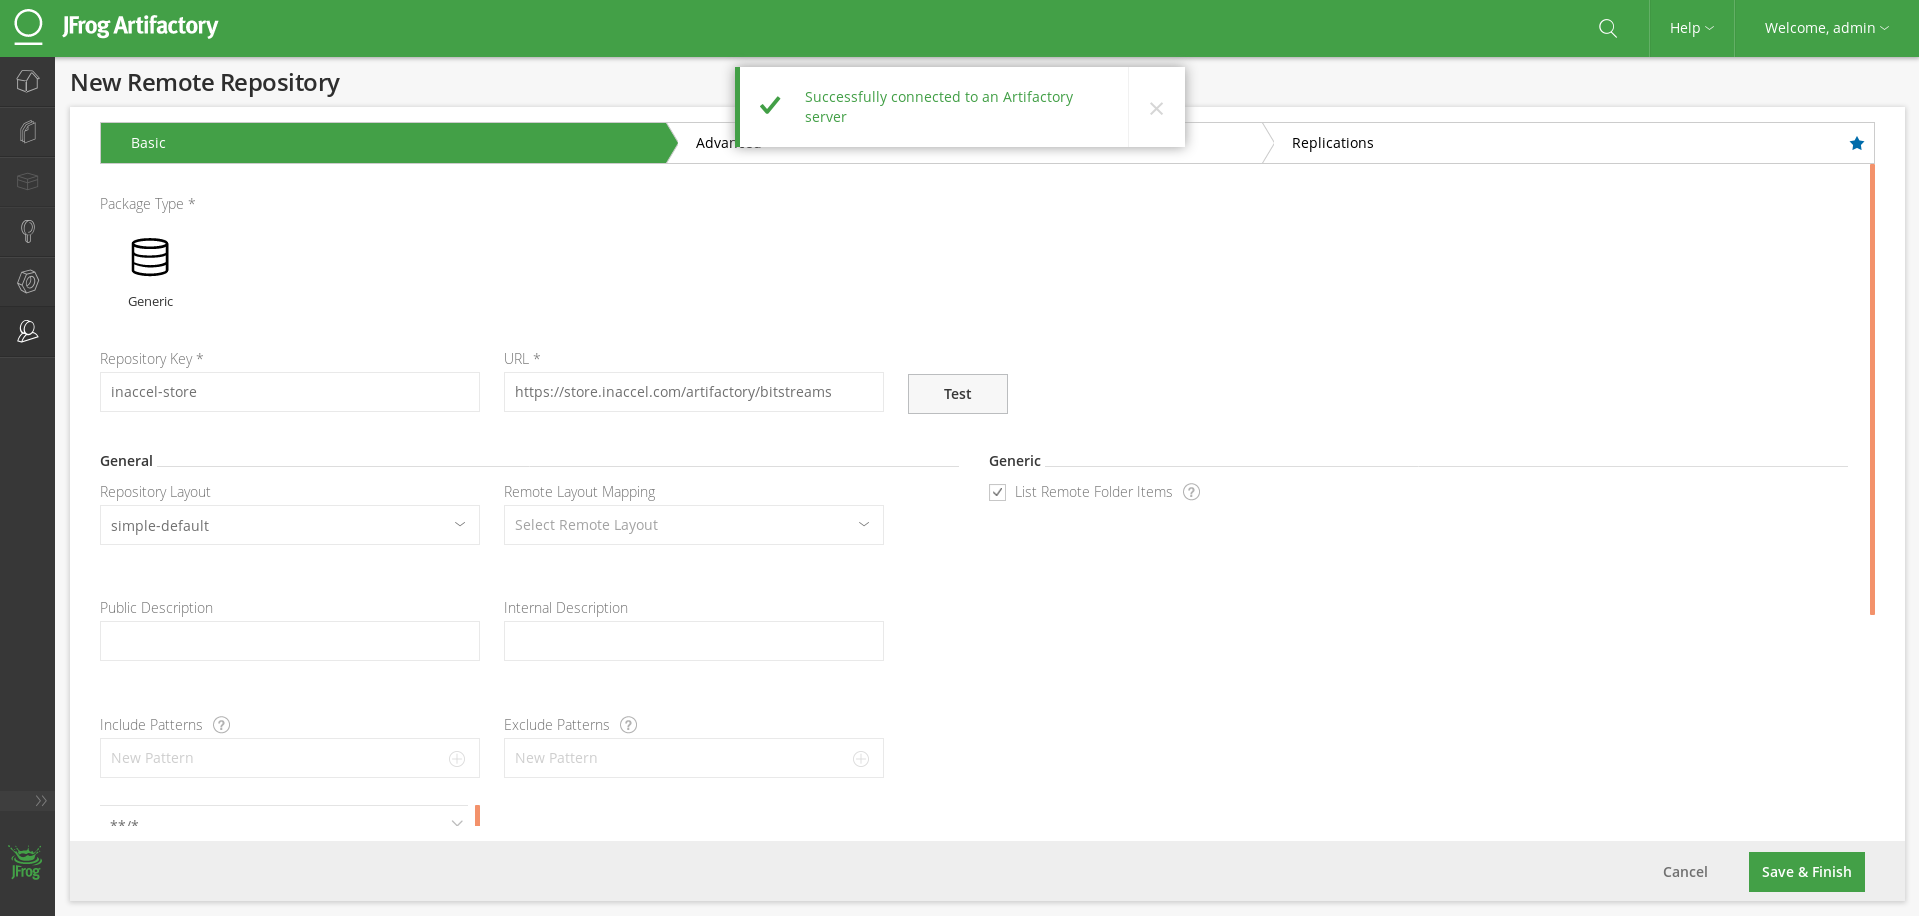 JFrog Artifactory
Help
Welcome, admin
New Remote Repository
Successfully connected to an Artifactory
server
Basic
Advanced
Replications
Package Type *
Generic
Repository Key *
URL *
inaccel-store
https://store.inaccel.com/artifactory/bitstreams
Test
General
Generic
Repository Layout
Remote Layout Mapping
List Remote Folder Items
?
simple-default
Select Remote Layout
Public Description
Internal Description
Include Patterns ?
Exclude Patterns ?
New Pattern
New Pattern
**/*
JFrog
Cancel
Save & Finish